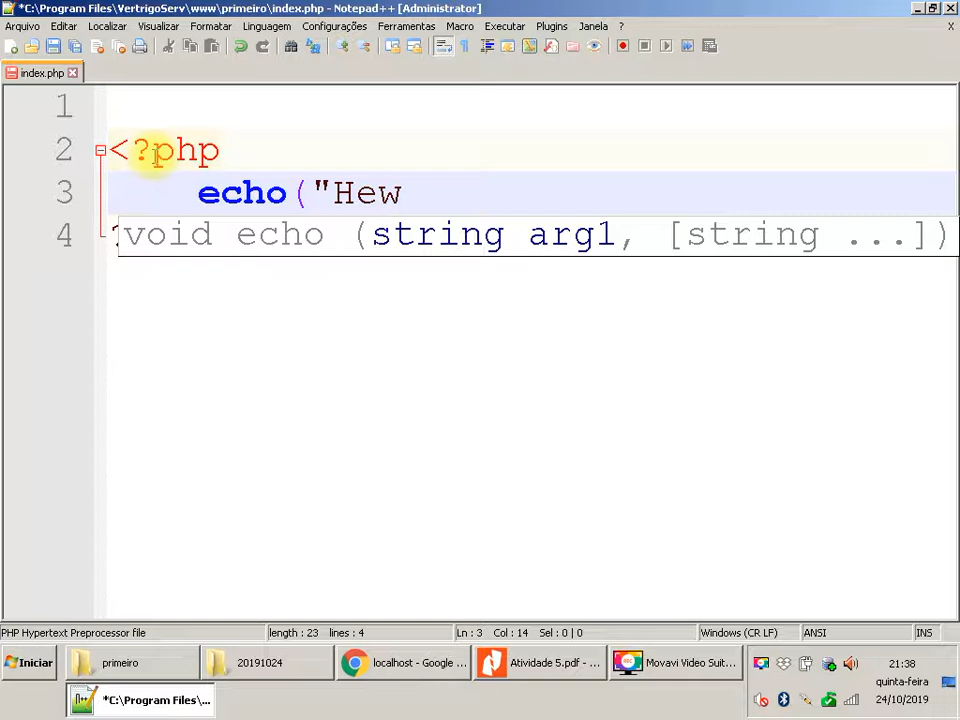 *C:\Program Files\VertrigoServ\www\primeiro\index.php - Notepad++ [Administrator]
Arquivo Editar Localizar Visualizar Formatar Linguagem Configurações Ferramentas Macro Executar Plugins Janela ? X
index.php
1
2 <?php
3 echo("Hew
4 ?
void echo (string arg1, [string ...])
PHP Hypertext Preprocessor file length : 23 lines : 4 Ln : 3 Col : 14 Sel : 0 | 0 Windows (CR LF) ANSI INS
Iniciar primeiro 20191024 localhost - Google ... Atividade 5.pdf - ... Movavi Video Suit... 21:38
quinta-feira
*C:\Program Files\... 24/10/2019